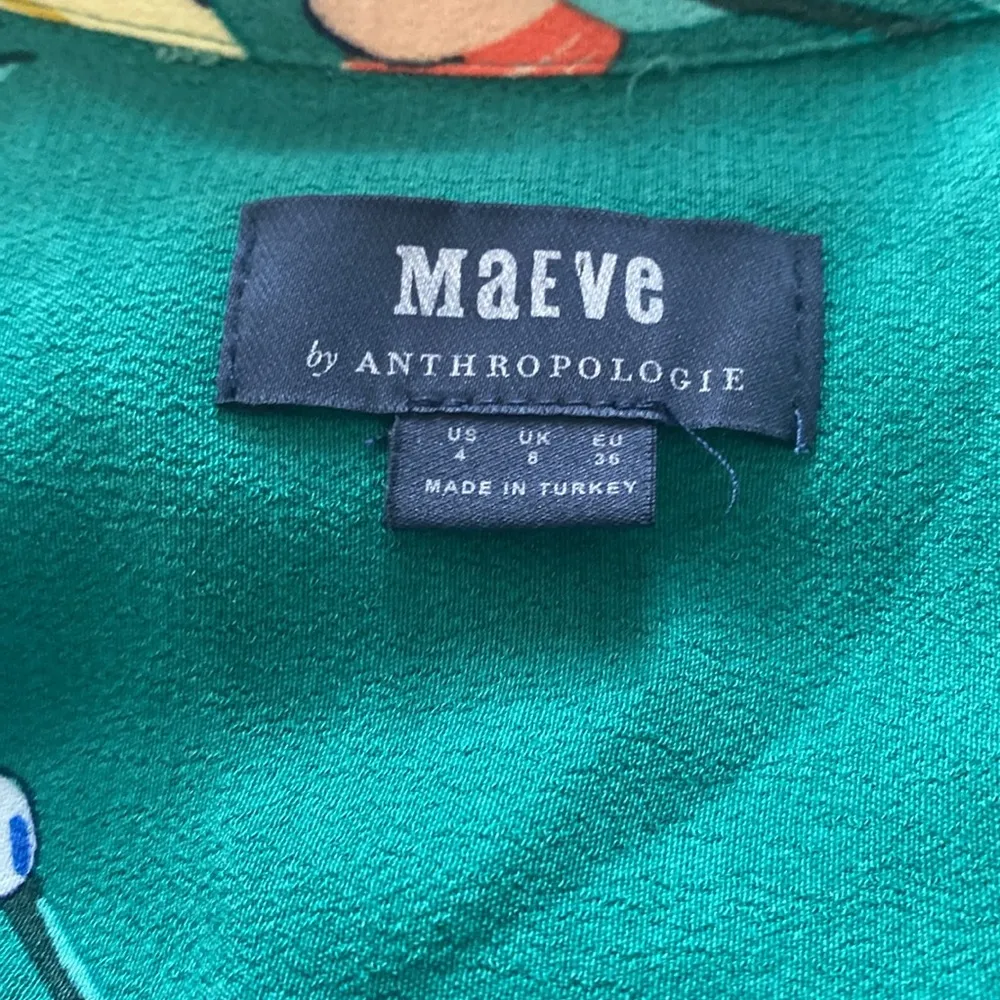 MaEVe
by ANTHROPOLOGIE
US UK EU
4 8 36
MADE IN TURKEY